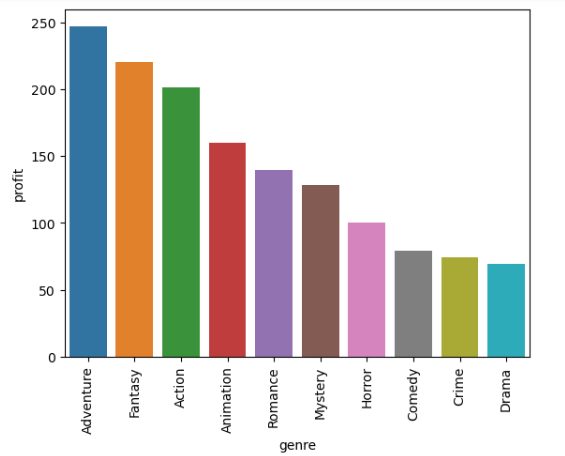 250
200
150
100
50
0
profit
Adventure
Fantasy
Action
Animation
Romance
Mystery
Horror
Comedy
Crime
Drama
genre